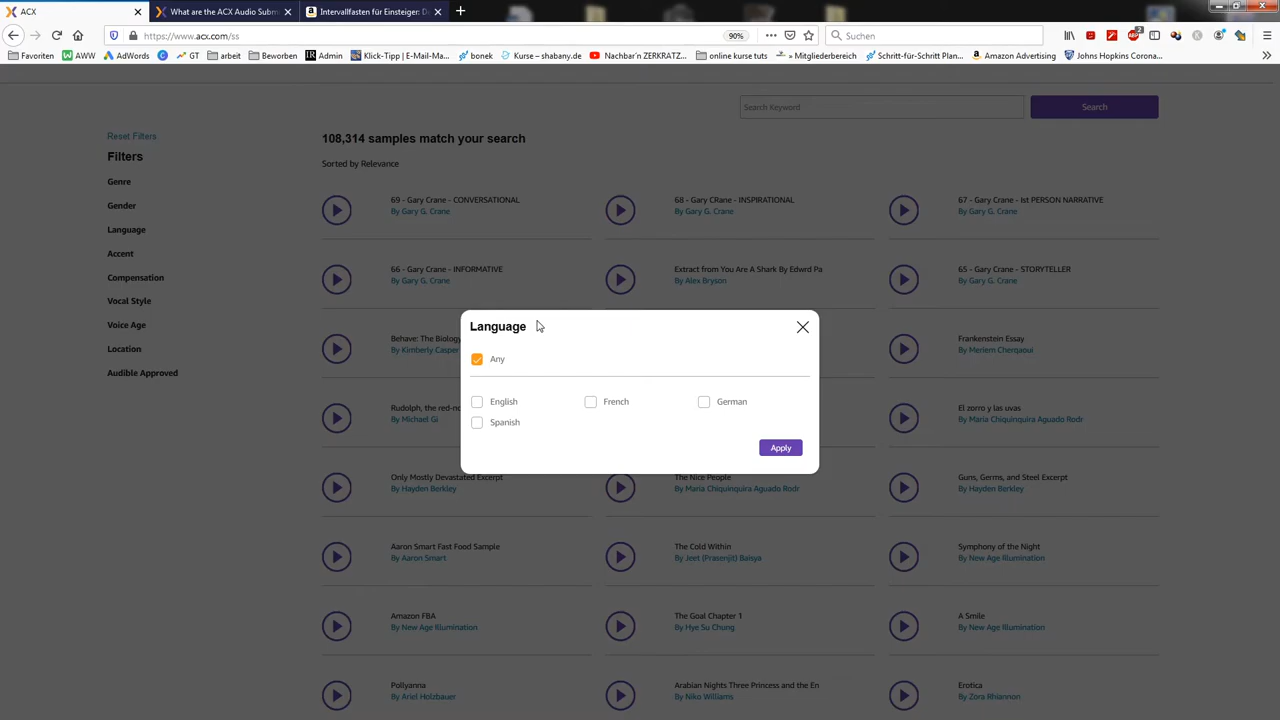 ACX
What are the ACX Audio Subm
Intervallfasten für Einsteiger: De
https://www.acx.com/ss
90%
Suchen
Favoriten
AWW
AdWords
GT
arbeit
Beworben
Admin
Klick-Tipp | E-Mail-Ma...
bonek
Kurse – shabany.de
Nachbar´n ZERKRATZ...
online kurse tuts
» Mitgliederbereich
Schritt-für-Schritt Plan...
Amazon Advertising
Johns Hopkins Corona...
Search Keyword
Search
Reset Filters
Filters
Genre
Gender
Language
Accent
Compensation
Vocal Style
Voice Age
Location
Audible Approved
108,314 samples match your search
Sorted by Relevance
69 - Gary Crane - CONVERSATIONAL
By Gary G. Crane
68 - Gary CRane - INSPIRATIONAL
By Gary G. Crane
67 - Gary Crane - ist PERSON NARRATIVE
By Gary G. Crane
66 - Gary Crane - INFORMATIVE
By Gary G. Crane
Extract from You Are A Shark By Edwrd Pa
By Alex Bryson
65 - Gary Crane - STORYTELLER
By Gary G. Crane
Behave: The Biology
By Kimberly Casper
Frankenstein Essay
By Meriem Cherqaoui
Language
Any
English
French
German
Spanish
Apply
Rudolph, the red-no
By Michael Gi
El zorro y las uvas
By Maria Chiquinquira Aguado Rodr
Only Mostly Devastated Excerpt
By Hayden Berkley
The Nice People
By Maria Chiquinquira Aguado Rodr
Guns, Germs, and Steel Excerpt
By Hayden Berkley
Aaron Smart Fast Food Sample
By Aaron Smart
The Cold Within
By Jeet (Prasenjit) Baisya
Symphony of the Night
By New Age Illumination
Amazon FBA
By New Age Illumination
The Goal Chapter 1
By Hye Su Chung
A Smile
By New Age Illumination
Pollyanna
By Ariel Holzbauer
Arabian Nights Three Princess and the En
By Niko Williams
Erotica
By Zora Rhiannon